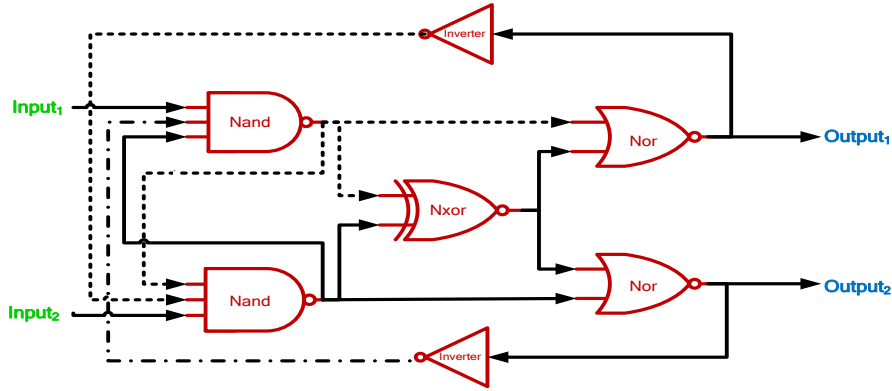 Inverter
Input₁
Nand
Nor
Output₁
Nxor
Input₂
Nand
Nor
Output₂
Inverter